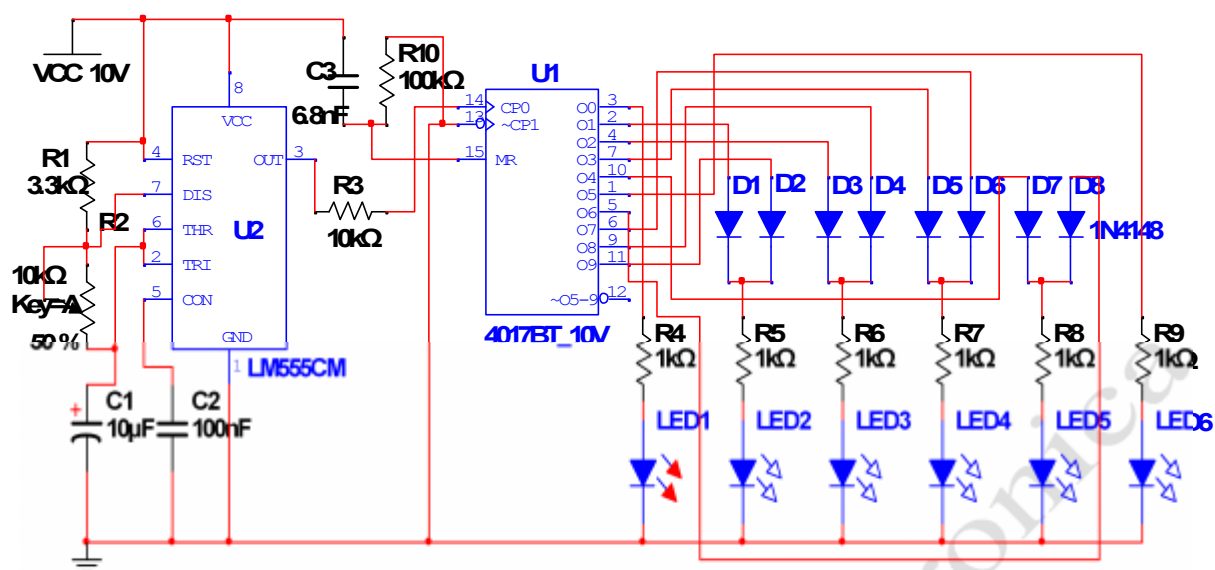 VCC 10V
C3
6.8nF
R10
100kΩ
U1
8
VCC
R1
3.3kΩ
R2
10kΩ
Key=A
50 %
4 RST
7 DIS
6 THR
2 TRI
5 CON
OUT 3
U2
GND
1
LM555CM
R3
10kΩ
14 CP0
13 ~CP1
15 MR
O0 3
O1 2
O2 4
O3 7
O4 10
O5 1
O6 5
O7 6
O8 9
O9 11
~O5-9 12
4017BT_10V
D1 D2 D3 D4 D5 D6 D7 D8
1N4148
R4 R5 R6 R7 R8 R9
1kΩ 1kΩ 1kΩ 1kΩ 1kΩ 1kΩ
C1
10µF
C2
100nF
LED1 LED2 LED3 LED4 LED5 LED6